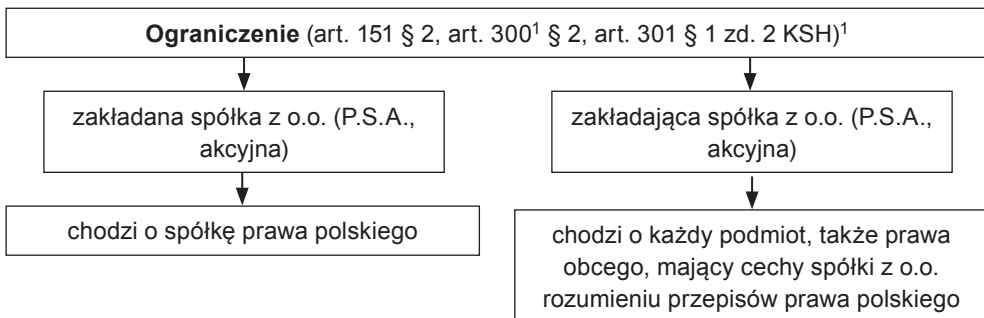 Ograniczenie (art. 151 § 2, art. 300¹ § 2, art. 301 § 1 zd. 2 KSH)¹
zakładana spółka z o.o. (P.S.A.,
akcyjna)
chodzi o spółkę prawa polskiego
zakładająca spółka z o.o. (P.S.A.,
akcyjna)
chodzi o każdy podmiot, także prawa
obcego, mający cechy spółki z o.o.
rozumieniu przepisów prawa polskiego